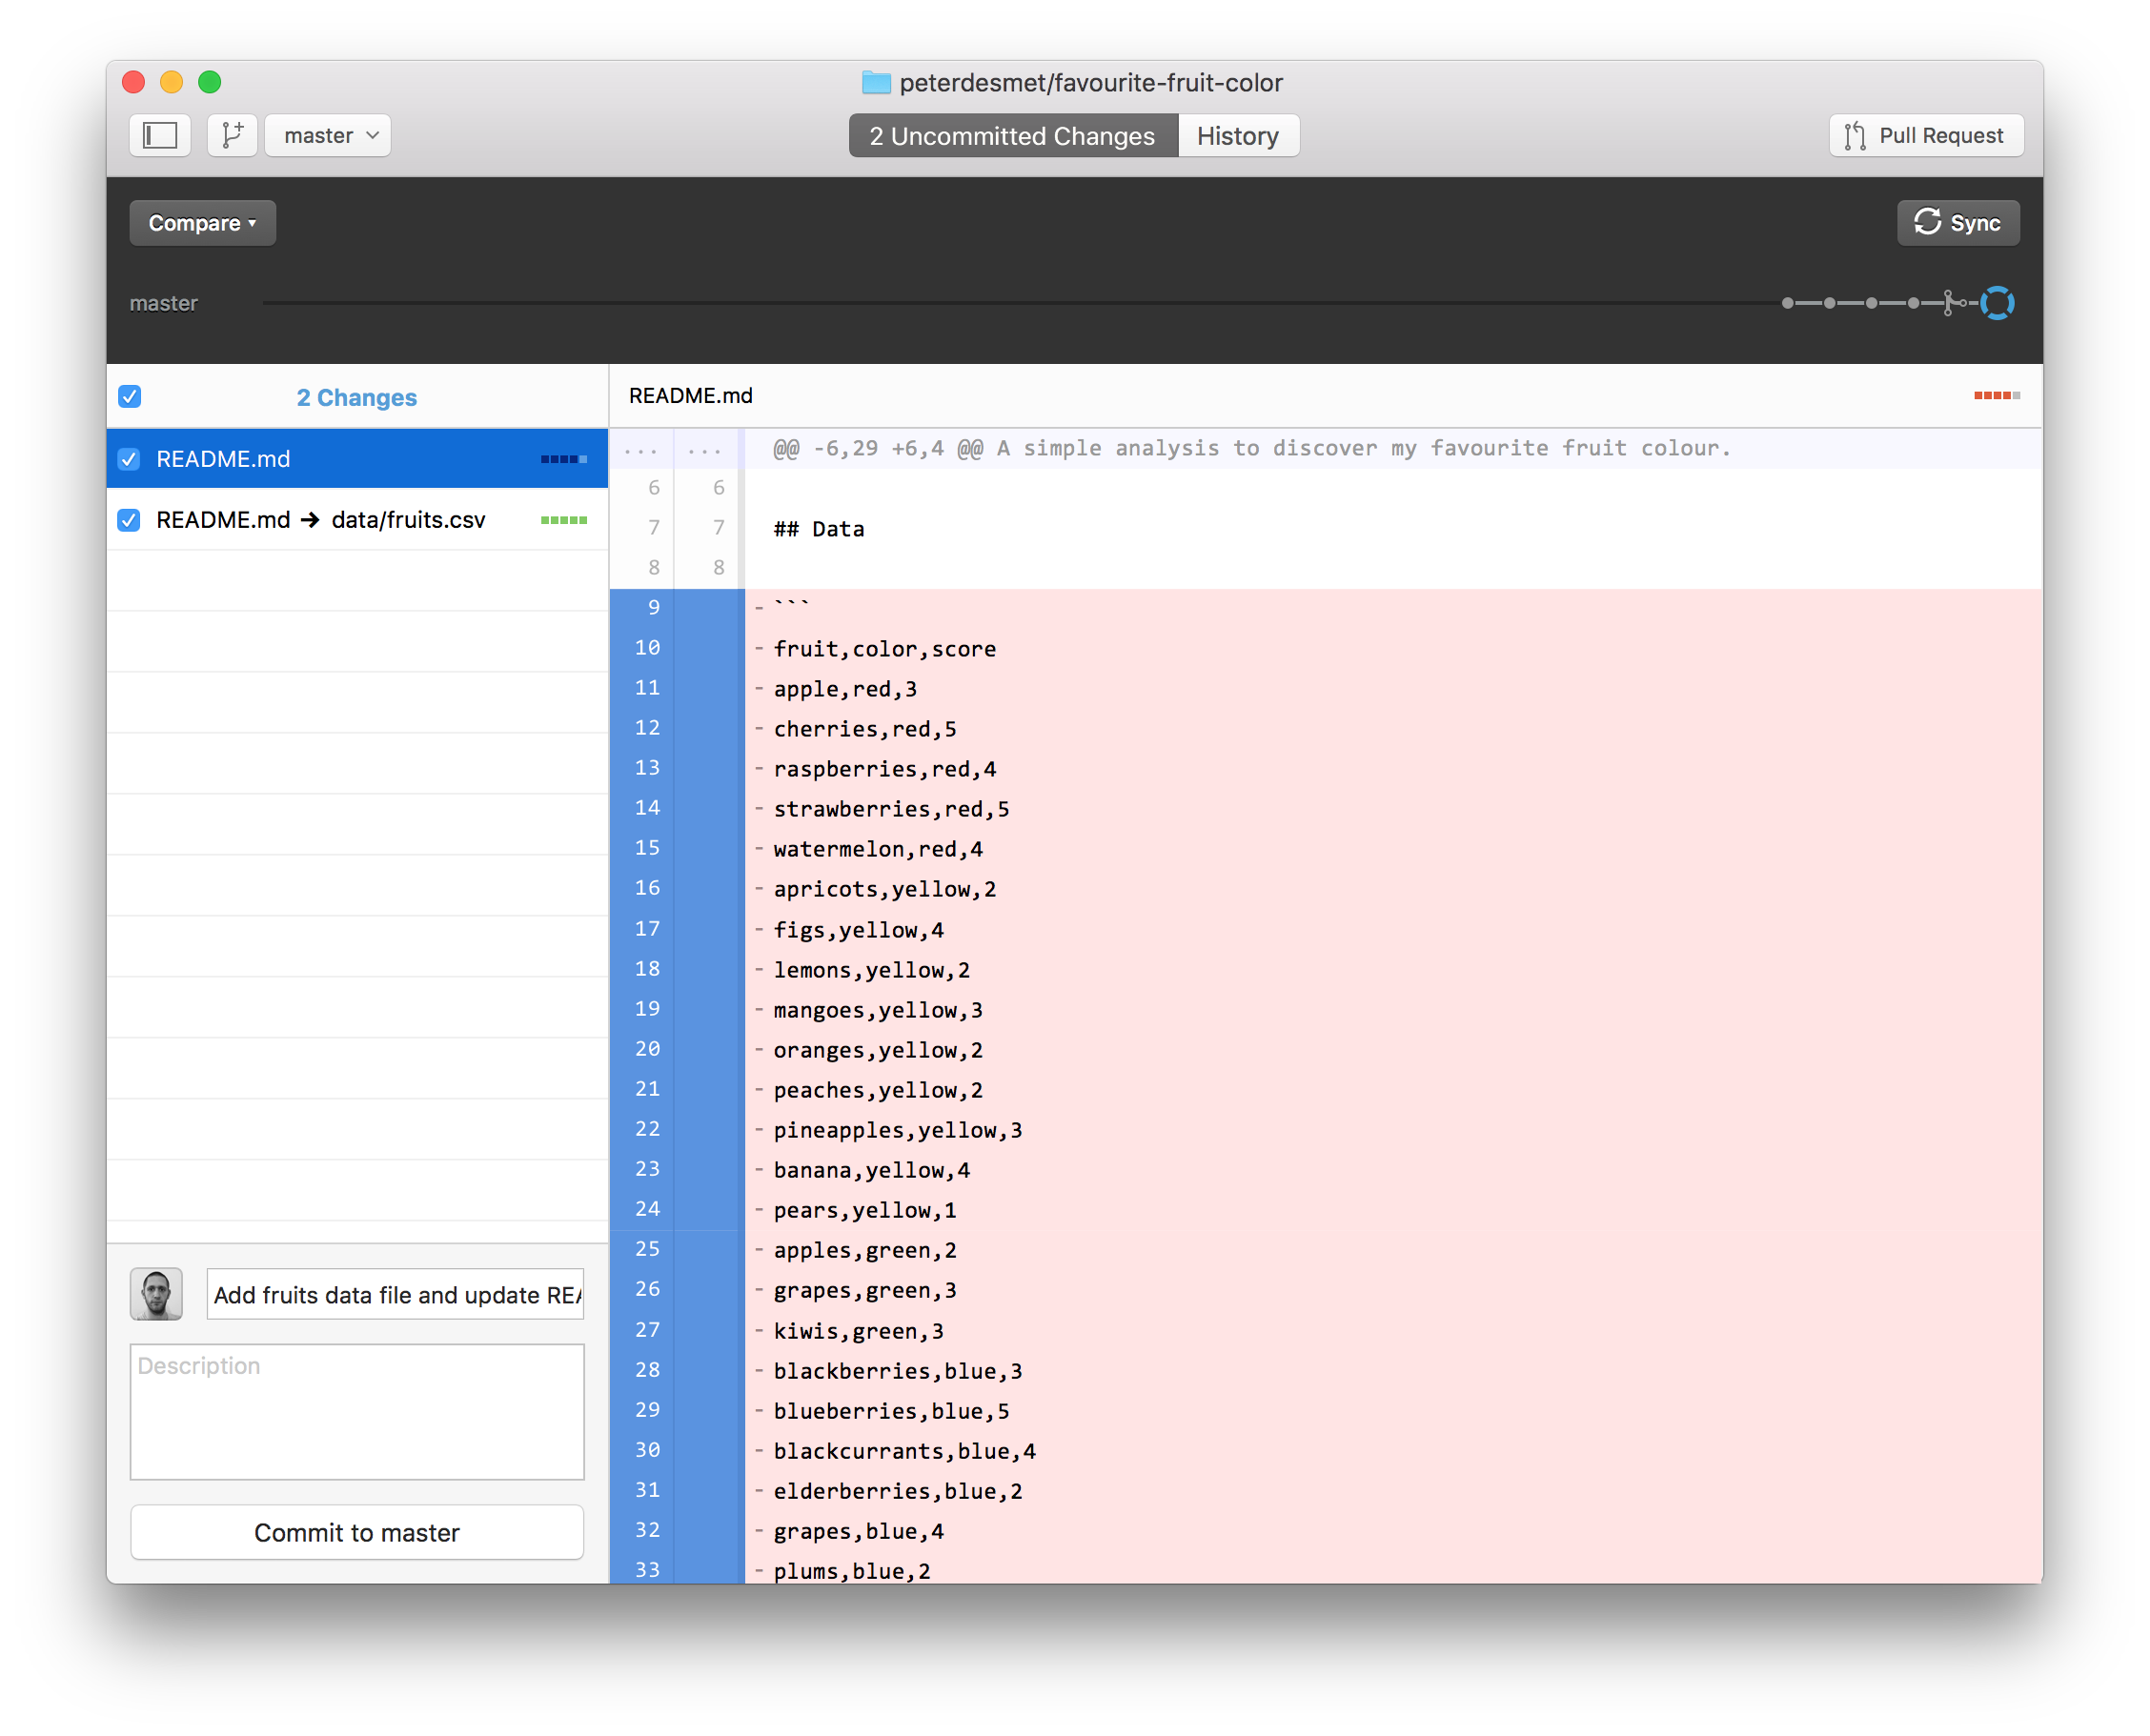 peterdesmet/favourite-fruit-color
master
2 Uncommitted Changes
History
Pull Request
Compare
Sync
master
2 Changes
README.md
README.md → data/fruits.csv
Add fruits data file and update
Description
Commit to master
README.md
... ... @@ -6,29 +6,4 @@ A simple analysis to discover my favourite fruit colour.
6 6
7 7 ## Data
8 8
9 - ```
10 - fruit,color,score
11 - apple,red,3
12 - cherries,red,5
13 - raspberries,red,4
14 - strawberries,red,5
15 - watermelon,red,4
16 - apricots,yellow,2
17 - figs,yellow,4
18 - lemons,yellow,2
19 - mangoes,yellow,3
20 - oranges,yellow,2
21 - peaches,yellow,2
22 - pineapples,yellow,3
23 - banana,yellow,4
24 - pears,yellow,1
25 - apples,green,2
26 - grapes,green,3
27 - kiwis,green,3
28 - blackberries,blue,3
29 - blueberries,blue,5
30 - blackcurrants,blue,4
31 - elderberries,blue,2
32 - grapes,blue,4
33 - plums,blue,2